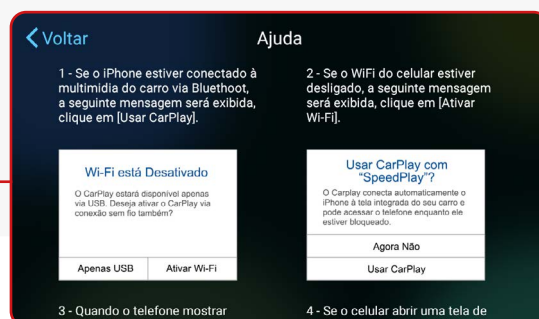 Voltar
Ajuda
1 - Se o iPhone estiver conectado à
multimidia do carro via Bluethoot,
a seguinte mensagem será exibida,
clique em [Usar CarPlay].
Wi-Fi está Desativado
O CarPlay estará disponível apenas
via USB. Deseja ativar o CarPlay via
conexão sem fio também?
Apenas USB
Ativar Wi-Fi
3 - Quando o telefone mostrar
2 - Se o WiFi do celular estiver
desligado, a seguinte mensagem
será exibida, clique em [Ativar
Wi-Fi].
Usar CarPlay com
"SpeedPlay"?
O Carplay conecta automaticamente o
iPhone à tela integrada do seu carro e
pode acessar o telefone enquanto ele
estiver bloqueado.
Agora Não
Usar CarPlay
4 - Se o celular abrir uma tela de